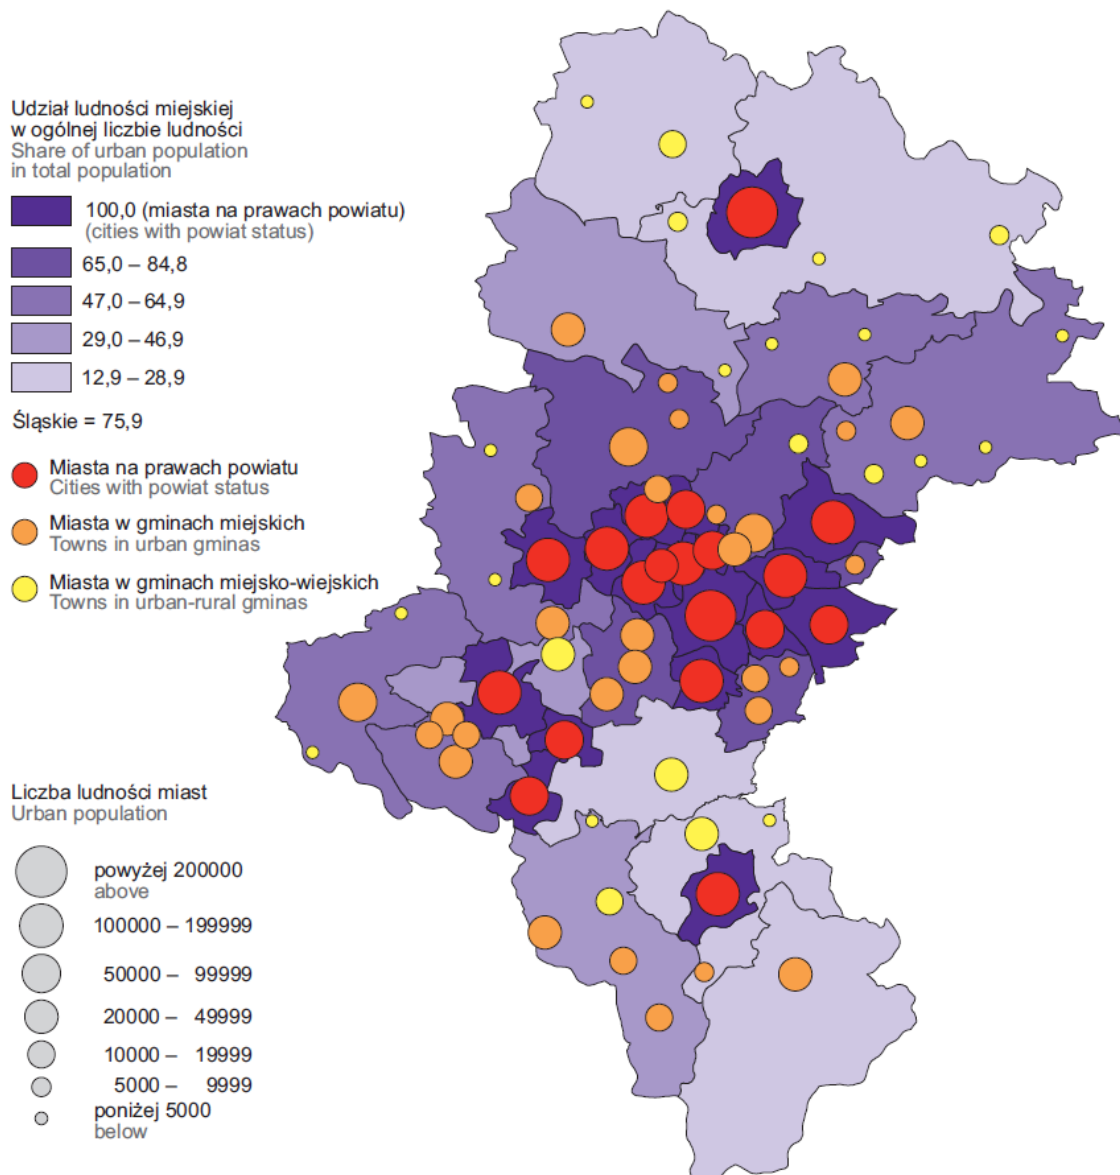 Udział ludności miejskiej
w ogólnej liczbie ludności
Share of urban population
in total population
100,0 (miasta na prawach powiatu)
(cities with powiat status)
65,0 – 84,8
47,0 – 64,9
29,0 – 46,9
12,9 – 28,9
Śląskie = 75,9
Miasta na prawach powiatu
Cities with powiat status
Miasta w gminach miejskich
Towns in urban gminas
Miasta w gminach miejsko-wiejskich
Towns in urban-rural gminas
Liczba ludności miast
Urban population
powyżej 200000
above
100000 – 199999
50000 – 99999
20000 – 49999
10000 – 19999
5000 – 9999
poniżej 5000
below